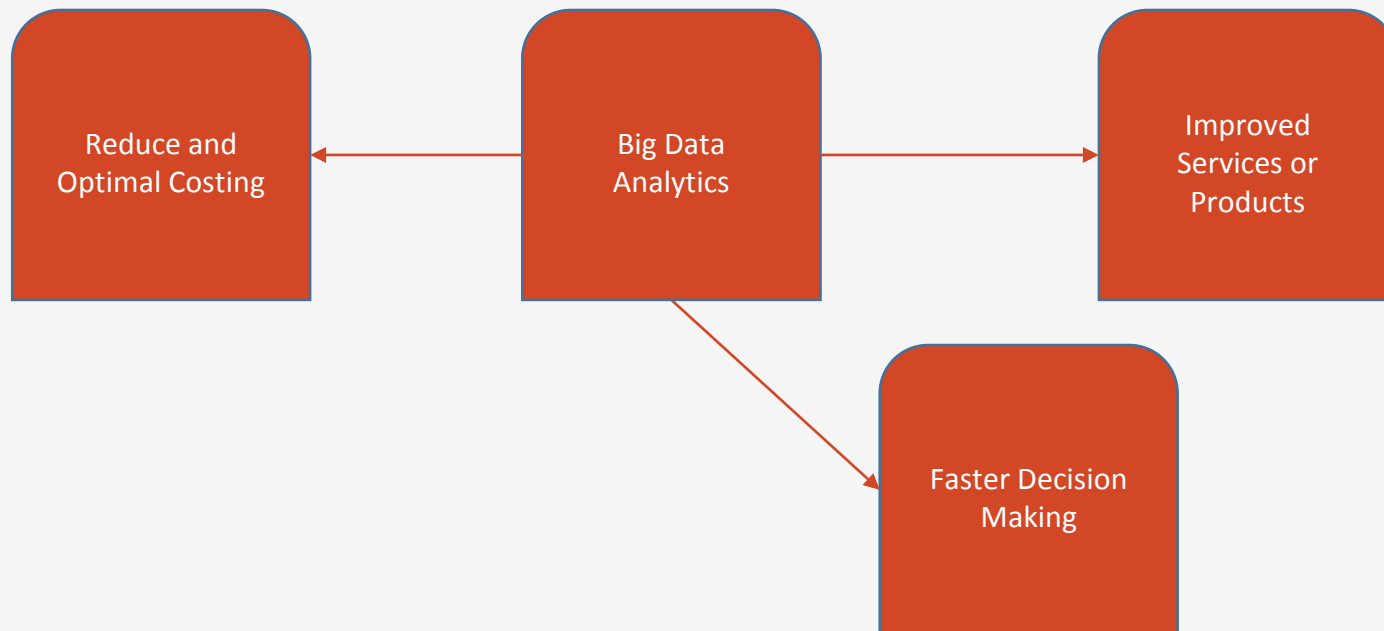 Reduce and
Optimal Costing
Big Data
Analytics
Improved
Services or
Products
Faster Decision
Making